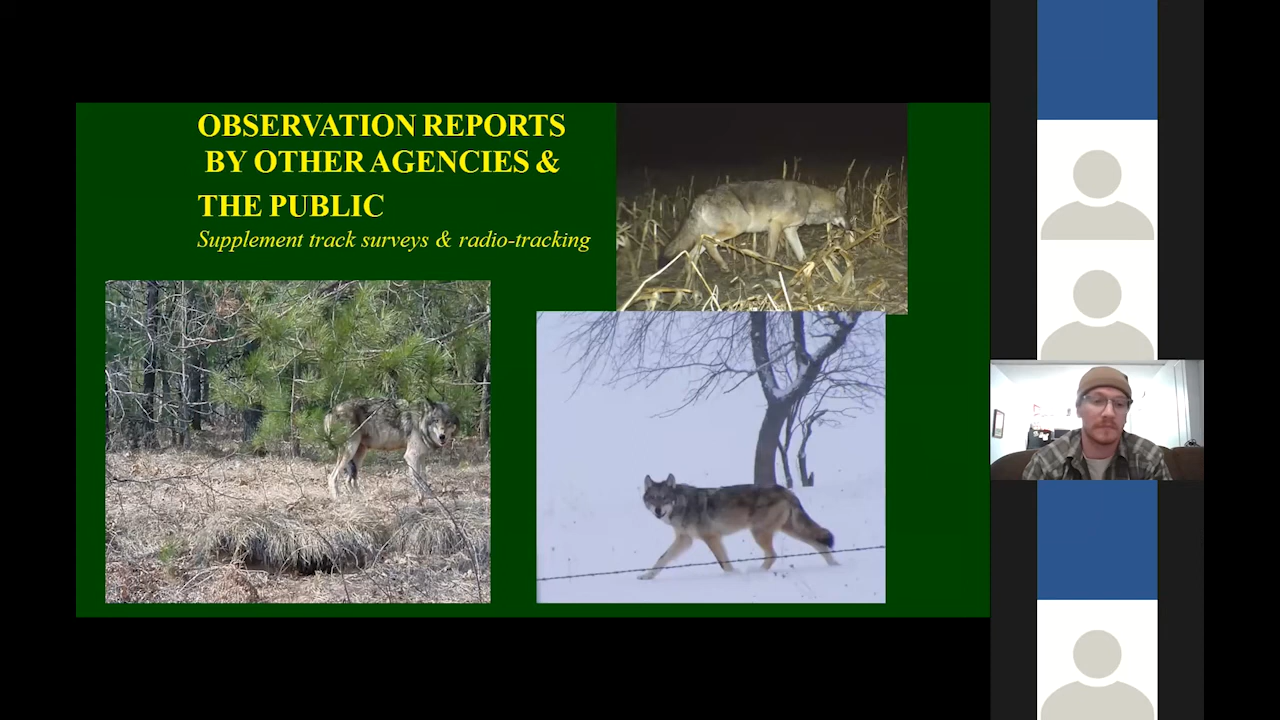 OBSERVATION REPORTS
BY OTHER AGENCIES &
THE PUBLIC
Supplement track surveys & radio-tracking